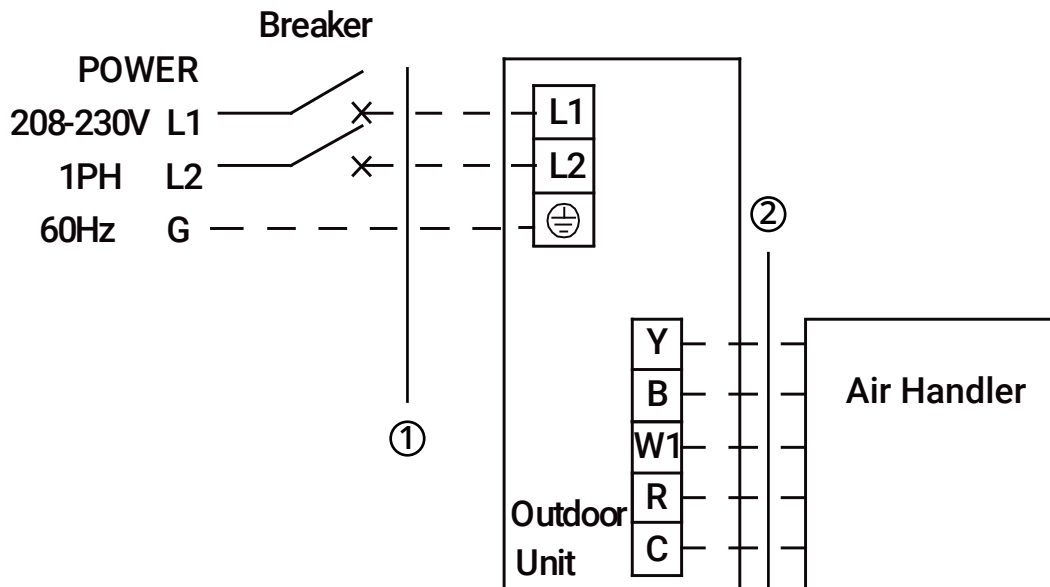 Breaker
POWER
208-230V L1
1PH L2
60Hz G
L1
L2
①
②
Y
B
W1
R
C
Outdoor
Unit
Air Handler